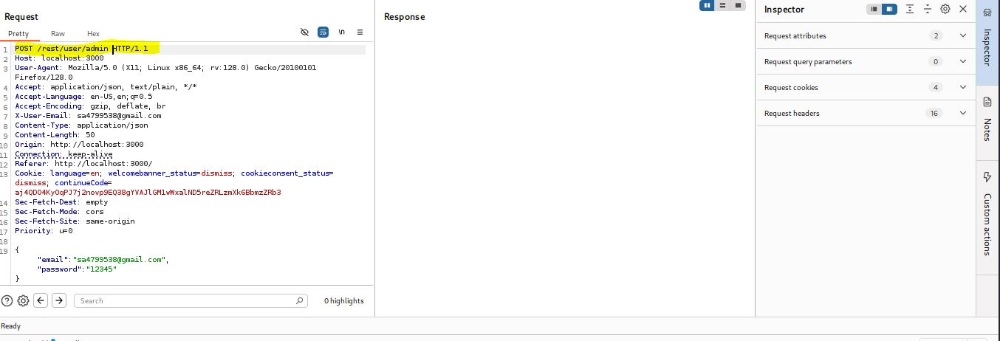 Request
Pretty Raw Hex
\n
1 POST /rest/user/admin HTTP/1.1
2 Host: localhost:3000
3 User-Agent: Mozilla/5.0 (X11; Linux x86_64; rv:128.0) Gecko/20100101
Firefox/128.0
4 Accept: application/json, text/plain, */*
5 Accept-Language: en-US,en;q=0.5
6 Accept-Encoding: gzip, deflate, br
7 X-User-Email: sa4799538@gmail.com
8 Content-Type: application/json
9 Content-Length: 50
10 Origin: http://localhost:3000
11 Connection: keep-alive
12 Referer: http://localhost:3000/
13 Cookie: language=en; welcomebanner_status=dismiss; cookieconsent_status=
dismiss; continueCode=
aj4QDO4KyOqPJ7j2novp9EQ38gYVAJlGM1wWxalND5reZRLzmXk6BbmzZRb3
14 Sec-Fetch-Dest: empty
15 Sec-Fetch-Mode: cors
16 Sec-Fetch-Site: same-origin
17 Priority: u=0
18
19 {
"email":"sa4799538@gmail.com",
"password":"12345"
}
Search
0 highlights
Ready
Response
Inspector
Request attributes 2
Request query parameters 0
Request cookies 4
Request headers 16
Inspector
Notes
Custom actions